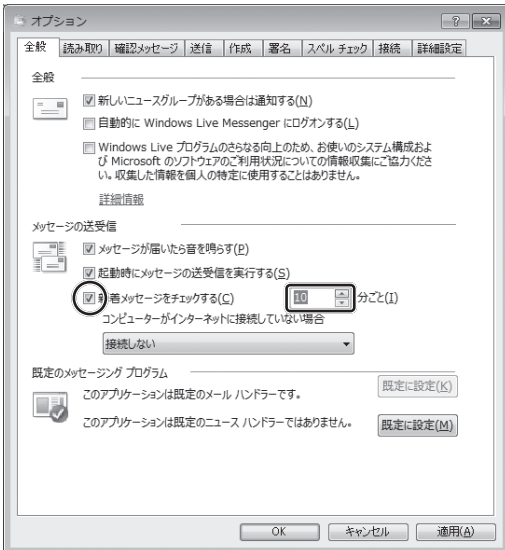 オプション
全般 読み取り 確認メッセージ 送信 作成 署名 スペル チェック 接続 詳細設定
全般
新しいニュースグループがある場合は通知する(N)
自動的に Windows Live Messenger にログオンする(L)
Windows Live プログラムのさらなる向上のため、お使いのシステム構成およ
び Microsoft のソフトウェアのご利用状況についての情報収集にご協力くださ
い。収集した情報を個人の特定に使用することはありません。
詳細情報
メッセージの送受信
メッセージが届いたら音を鳴らす(P)
起動時にメッセージの送受信を実行する(S)
新着メッセージをチェックする(C) 10 分ごと(I)
コンピューターがインターネットに接続していない場合
接続しない
既定のメッセージング プログラム
このアプリケーションは既定のメール ハンドラーです。 既定に設定(K)
このアプリケーションは既定のニュース ハンドラーではありません。 既定に設定(M)
OK キャンセル 適用(A)